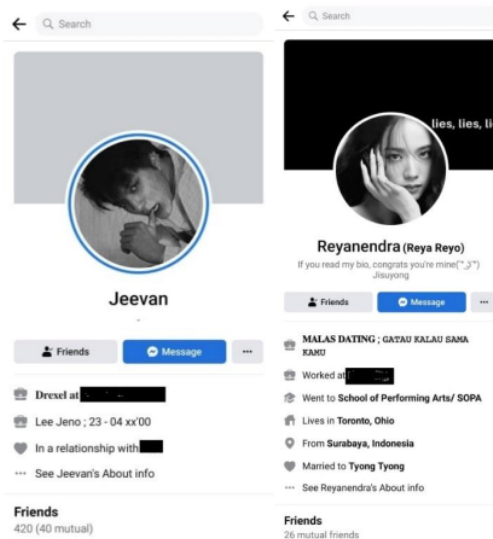 Search
Jeevan
Friends
Message
Drexel at
Lee Jeno ; 23 - 04 xx'00
In a relationship with
See Jeevan's About info
Friends
420 (40 mutual)
Search
lies, lies, li
Reyanendra (Reya Reyo)
If you read my bio, congrats you're mine(
Jisuyong
Friends
Message
MALAS DATING ; GATAU KALAU SAMA
KAMU
Worked at
Went to School of Performing Arts/ SOPA
Lives in Toronto, Ohio
From Surabaya, Indonesia
Married to Tyong Tyong
See Reyanendra's About info
Friends
26 mutual friends